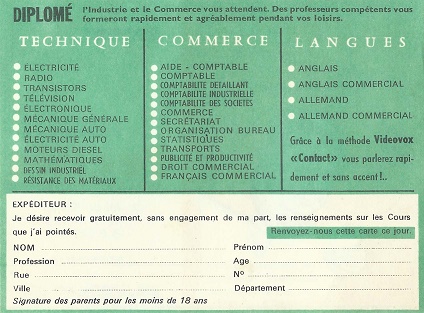 DIPLOMÉ l'Industrie et le Commerce vous attendent. Des professeurs compétents vous
formeront rapidement et agréablement pendant vos loisirs.
TECHNIQUE
ÉLECTRICITÉ
RADIO
TRANSISTORS
TÉLÉVISION
ÉLECTRONIQUE
MÉCANIQUE GÉNÉRALE
MÉCANIQUE AUTO
ÉLECTRICITÉ AUTO
MOTEURS DIESEL
MATHÉMATIQUES
DESSIN INDUSTRIEL
RÉSISTANCE DES MATÉRIAUX
COMMERCE
AIDE - COMPTABLE
COMPTABLE
COMPTABILITE DETAILLANT
COMPTABILITE INDUSTRIELLE
COMPTABILITE DES SOCIETES
COMMERCE
SECRÉTARIAT
ORGANISATION BUREAU
STATISTIQUES
TRANSPORTS
PUBLICITÉ ET PRODUCTIVITÉ
DROIT COMMERCIAL
FRANÇAIS COMMERCIAL
LANGUES
ANGLAIS
ANGLAIS COMMERCIAL
ALLEMAND
ALLEMAND COMMERCIAL
Grâce à la méthode Videovox
«Contact» vous parlerez rapi-
dement et sans accent!..
EXPÉDITEUR :
Je désire recevoir gratuitement, sans engagement de ma part, les renseignements sur les Cours
que j'ai pointés. Renvoyez-nous cette carte ce jour.
NOM Prénom
Profession Age
Rue N°
Ville Département
Signature des parents pour les moins de 18 ans